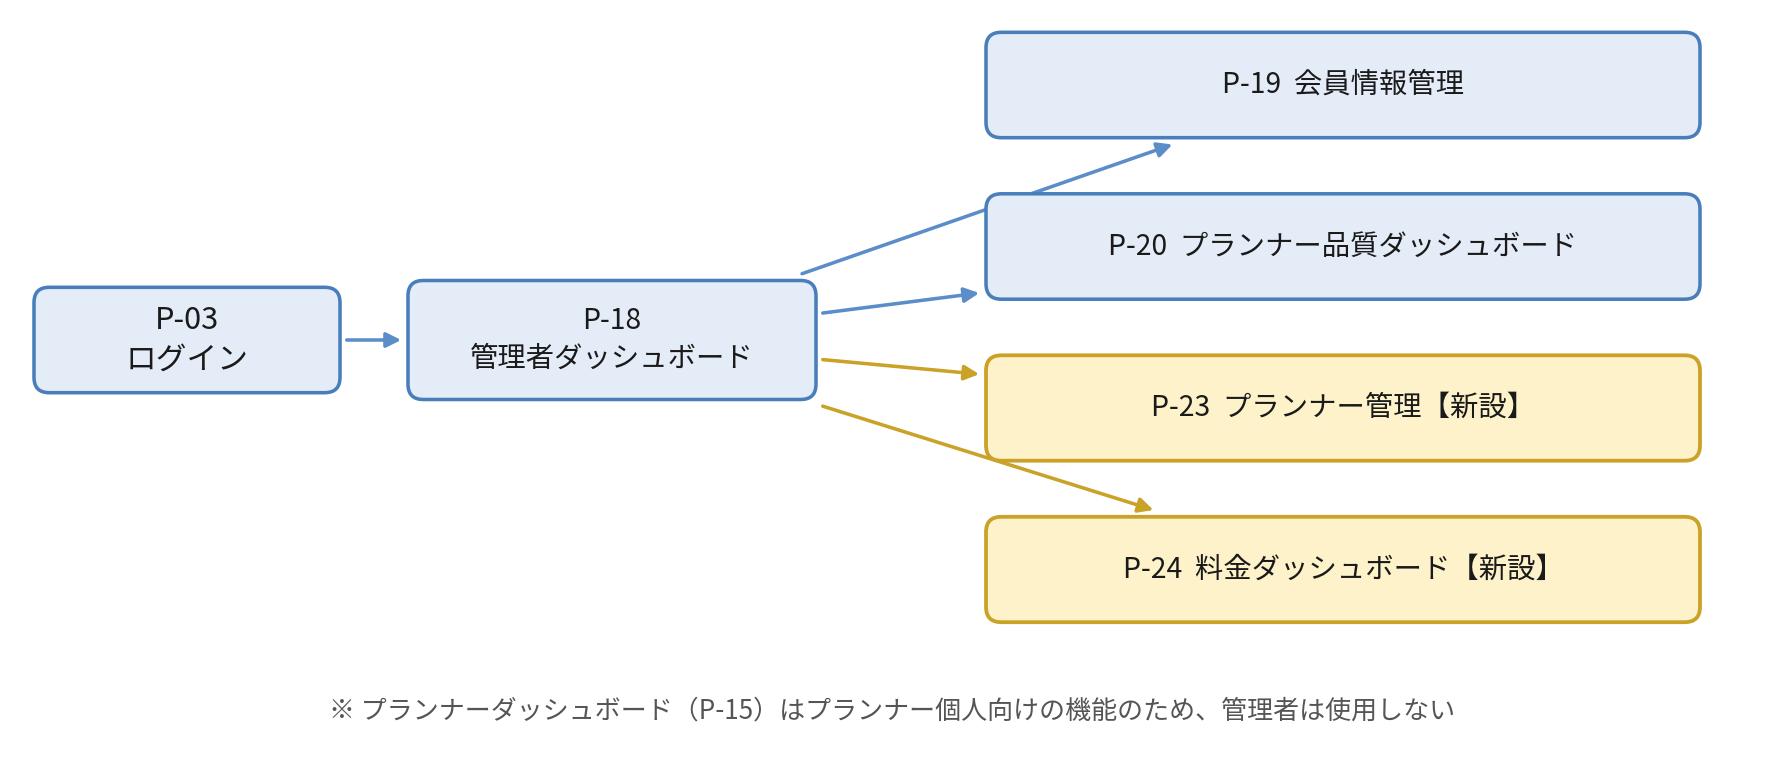 P-19 会員情報管理
P-20 プランナー品質ダッシュボード
P-03
ログイン
P-18
管理者ダッシュボード
P-23 プランナー管理【新設】
P-24 料金ダッシュボード【新設】
※ プランナーダッシュボード（P-15）はプランナー個人向けの機能のため、管理者は使用しない